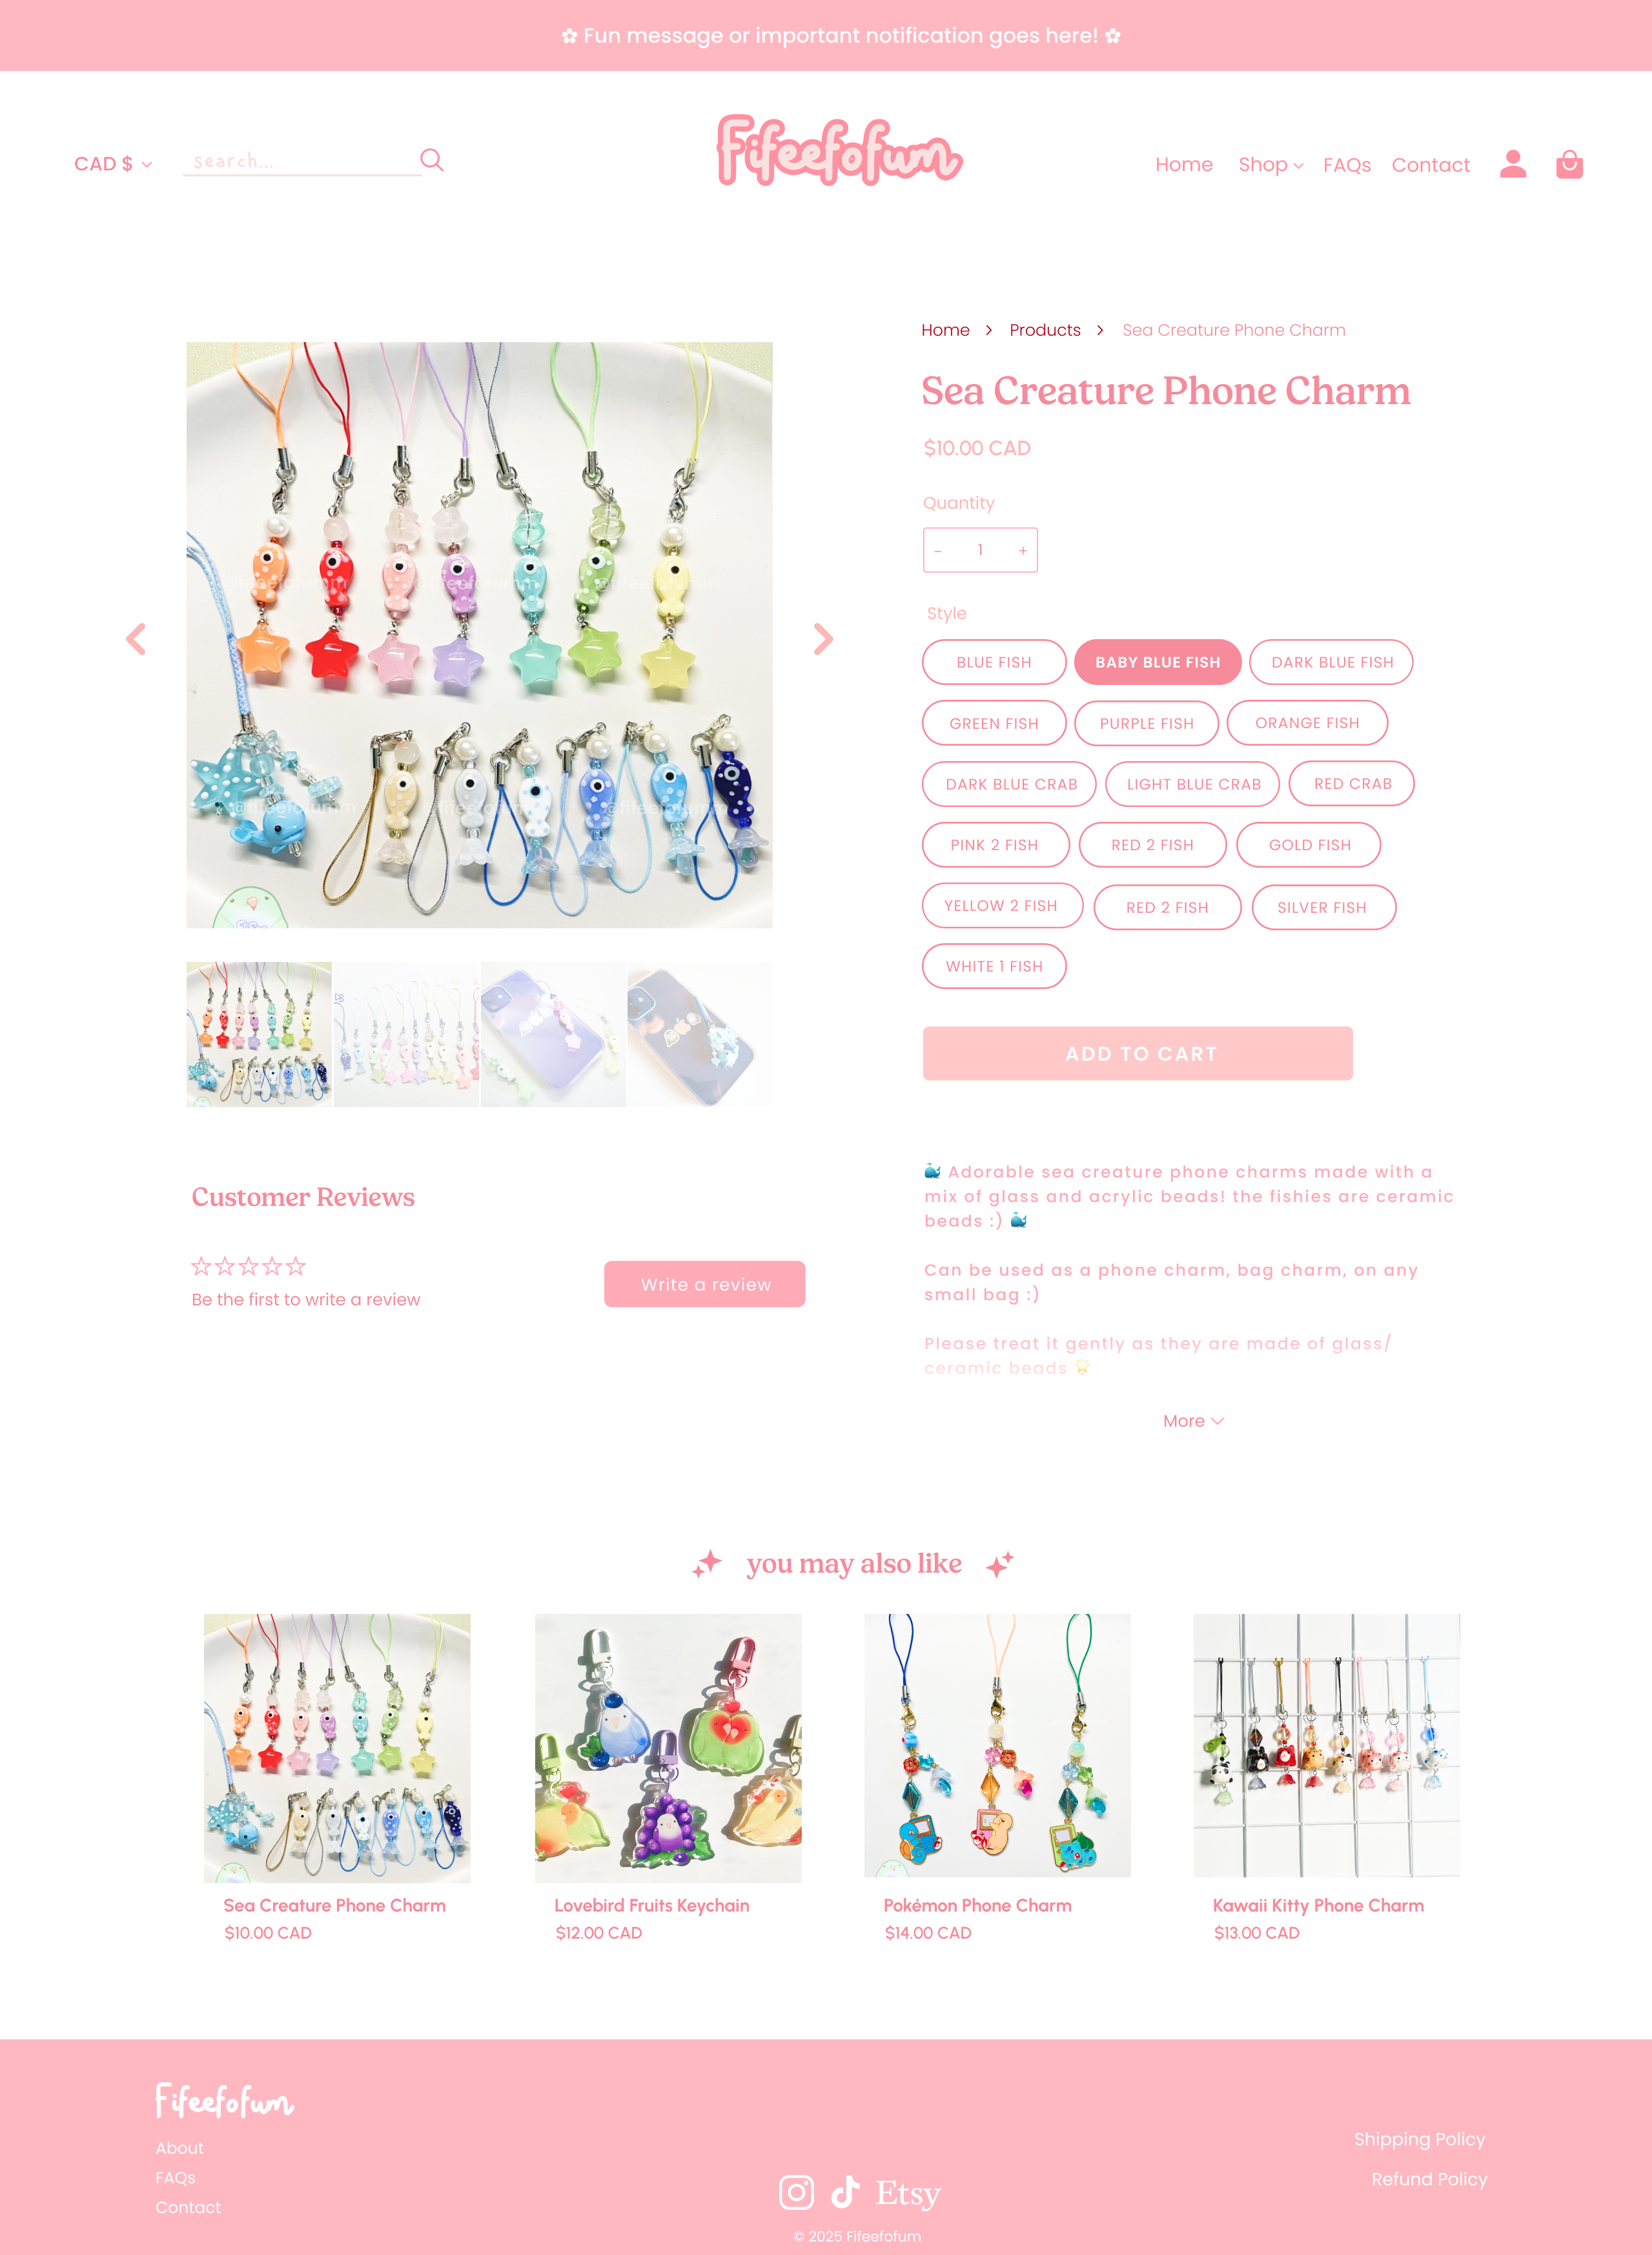 ✿ Fun message or important notification goes here! ✿
CAD $
search...
Fifeefofum
Home
Shop
FAQs
Contact
Home > Products > Sea Creature Phone Charm
Sea Creature Phone Charm
$10.00 CAD
Quantity
- 1 +
Style
BLUE FISH
BABY BLUE FISH
DARK BLUE FISH
GREEN FISH
PURPLE FISH
ORANGE FISH
DARK BLUE CRAB
LIGHT BLUE CRAB
RED CRAB
PINK 2 FISH
RED 2 FISH
GOLD FISH
YELLOW 2 FISH
RED 2 FISH
SILVER FISH
WHITE 1 FISH
ADD TO CART
@fifeefofumm
@fifeefofumm
@fifeefofumm
@fifeefofumm
@fifeefofumm
DB
🐳 Adorable sea creature phone charms made with a
mix of glass and acrylic beads! the fishies are ceramic
beads :) 🐳
Can be used as a phone charm, bag charm, on any
small bag :)
Please treat it gently as they are made of glass/
ceramic beads
More
Customer Reviews
☆☆☆☆☆
Be the first to write a review
Write a review
you may also like
Sea Creature Phone Charm
$10.00 CAD
Lovebird Fruits Keychain
$12.00 CAD
Pokémon Phone Charm
$14.00 CAD
Kawaii Kitty Phone Charm
$13.00 CAD
Fifeefofum
About
FAQs
Contact
Etsy
© 2025 Fifeefofum
Shipping Policy
Refund Policy